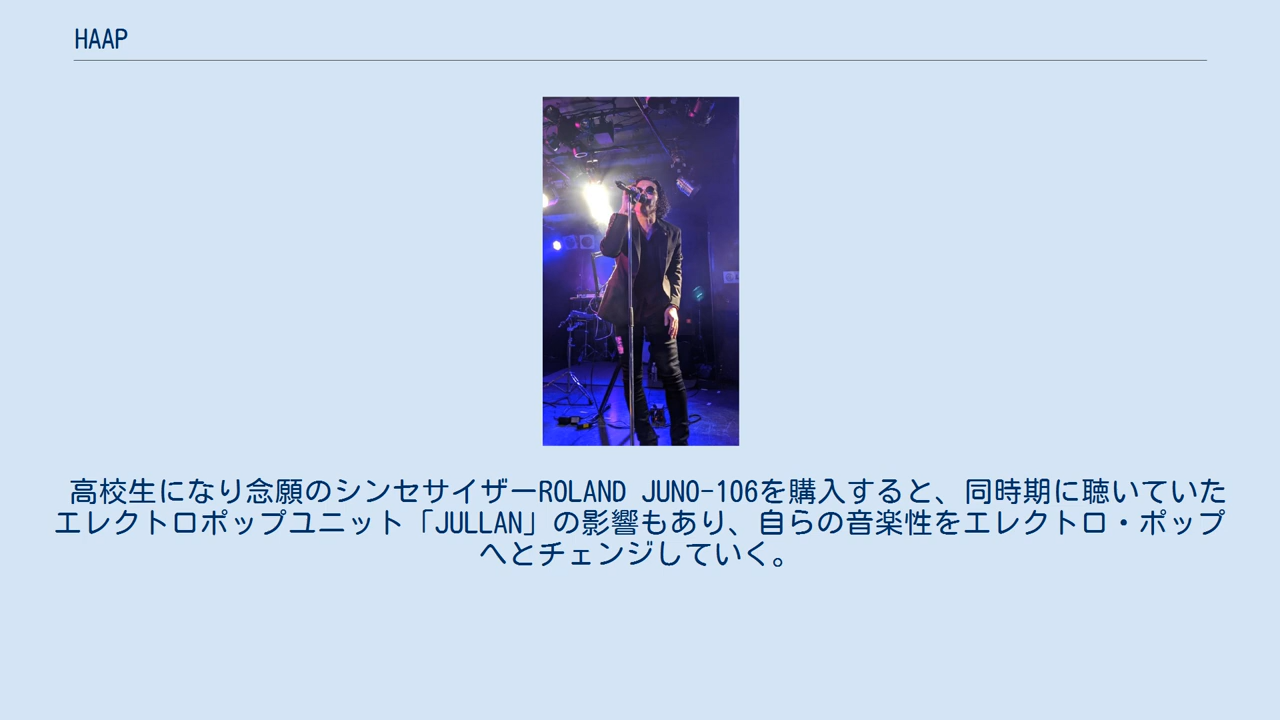 HAAP
高校生になり念願のシンセサイザーROLAND JUNO-106を購入すると、同時期に聴いていた
エレクトロポップユニット「JULLAN」の影響もあり、自らの音楽性をエレクトロ・ポップ
へとチェンジしていく。